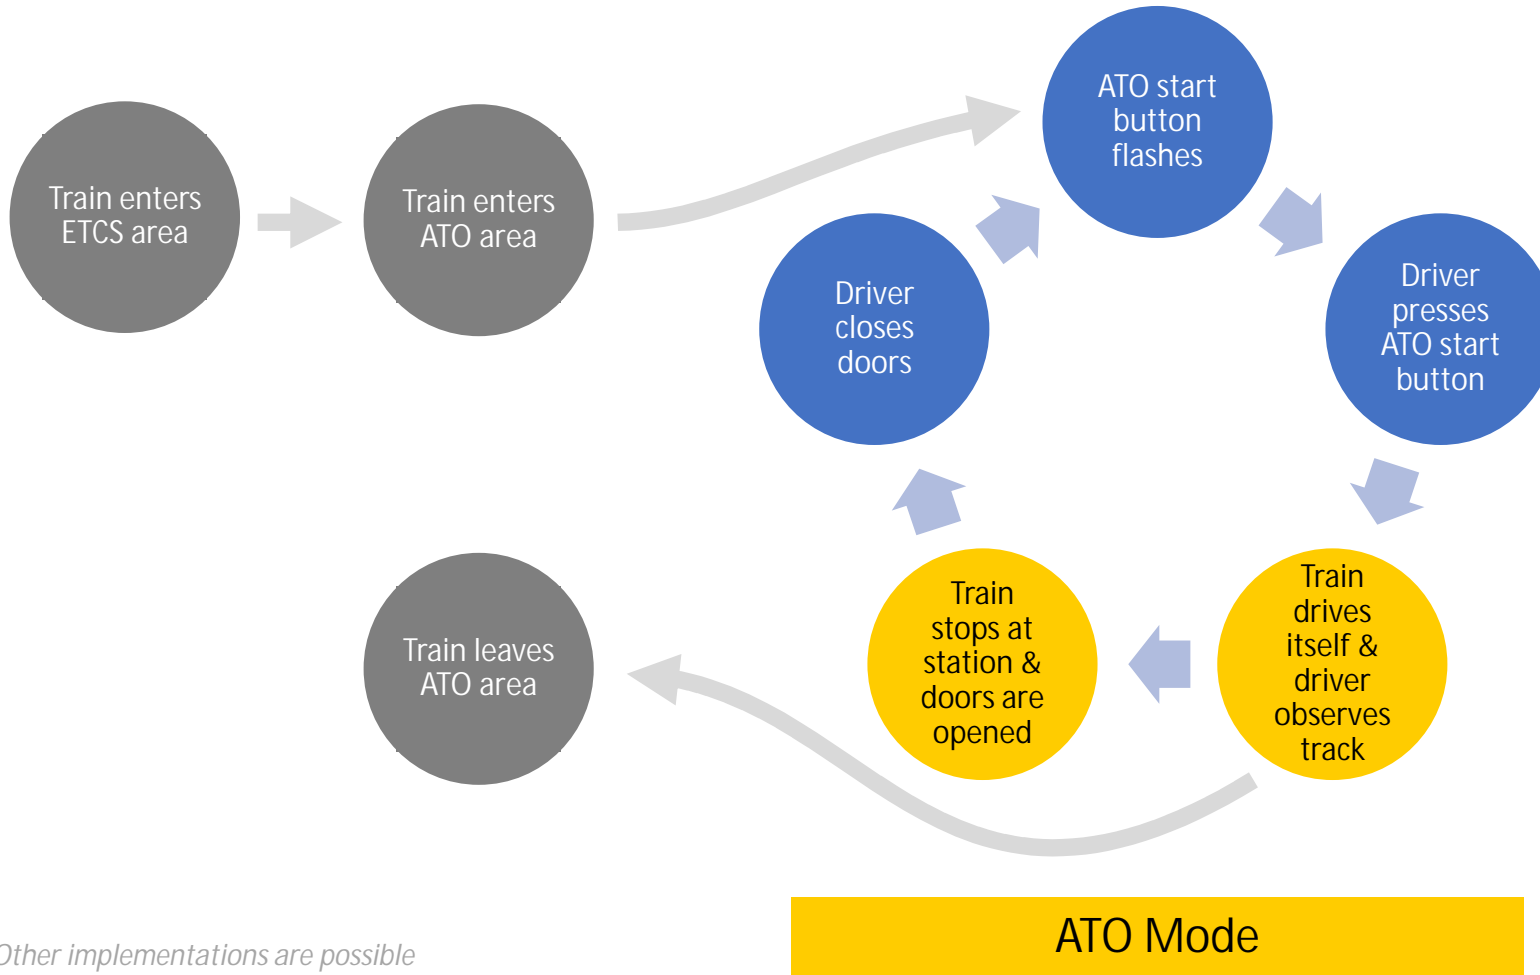 Train enters
ETCS area
Train enters
ATO area
ATO start
button
flashes
Driver
presses
ATO start
button
Train
drives
itself &
driver
observes
track
Train
stops at
station &
doors are
opened
Driver
closes
doors
Train leaves
ATO area
ATO Mode
Other implementations are possible